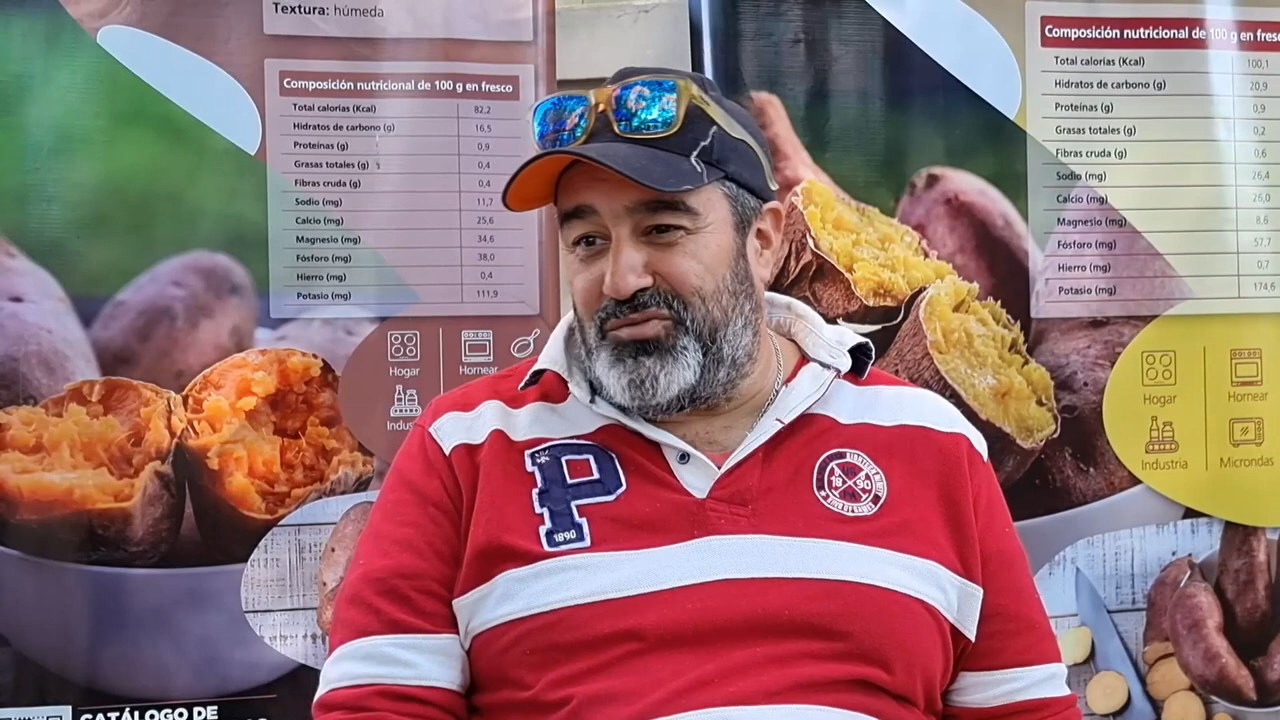 Textura: húmeda
Composición nutricional de 100 g en fresco
Total calorías (Kcal) 82,2
Hidratos de carbono (g) 16,5
Proteínas (g) 0,9
Grasas totales (g) 0,4
Fibras cruda (g) 0,4
Sodio (mg) 11,7
Calcio (mg) 25,6
Magnesio (mg) 34,6
Fósforo (mg) 38,0
Hierro (mg) 0,4
Potasio (mg) 111,9
Hogar
Hornear
Indus
CATÁLOGO DE
Composición nutricional de 100 g en fres
Total calorías (Kcal) 100,1
Hidratos de carbono (g) 20,9
Proteínas (g) 0,9
Grasas totales (g) 0,2
Fibras cruda (g) 0,6
Sodio (mg) 26,4
Calcio (mg) 26,0
Magnesio (mg) 8,6
Fósforo (mg) 57,7
Hierro (mg) 0,7
Potasio (mg) 174,6
Hogar Hornear
Industria Microndas
P
1890
18 90